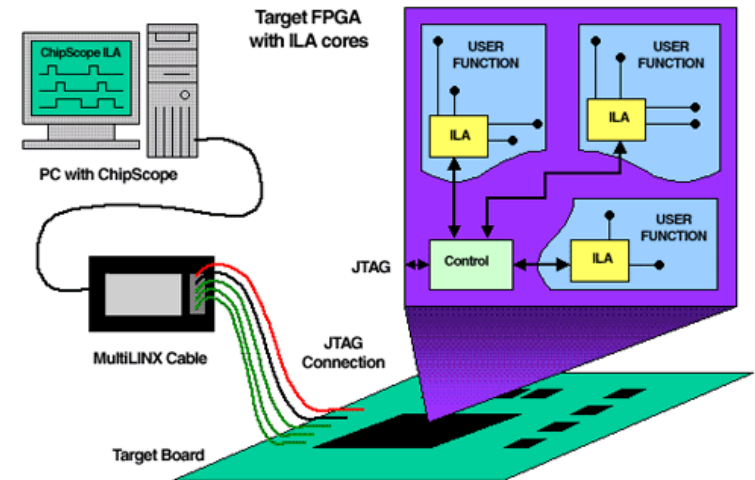 Target FPGA
with ILA cores
ChipScope ILA
PC with ChipScope
USER
FUNCTION
ILA
USER
FUNCTION
ILA
USER
FUNCTION
ILA
JTAG
Control
MultiLINX Cable
JTAG
Connection
Target Board